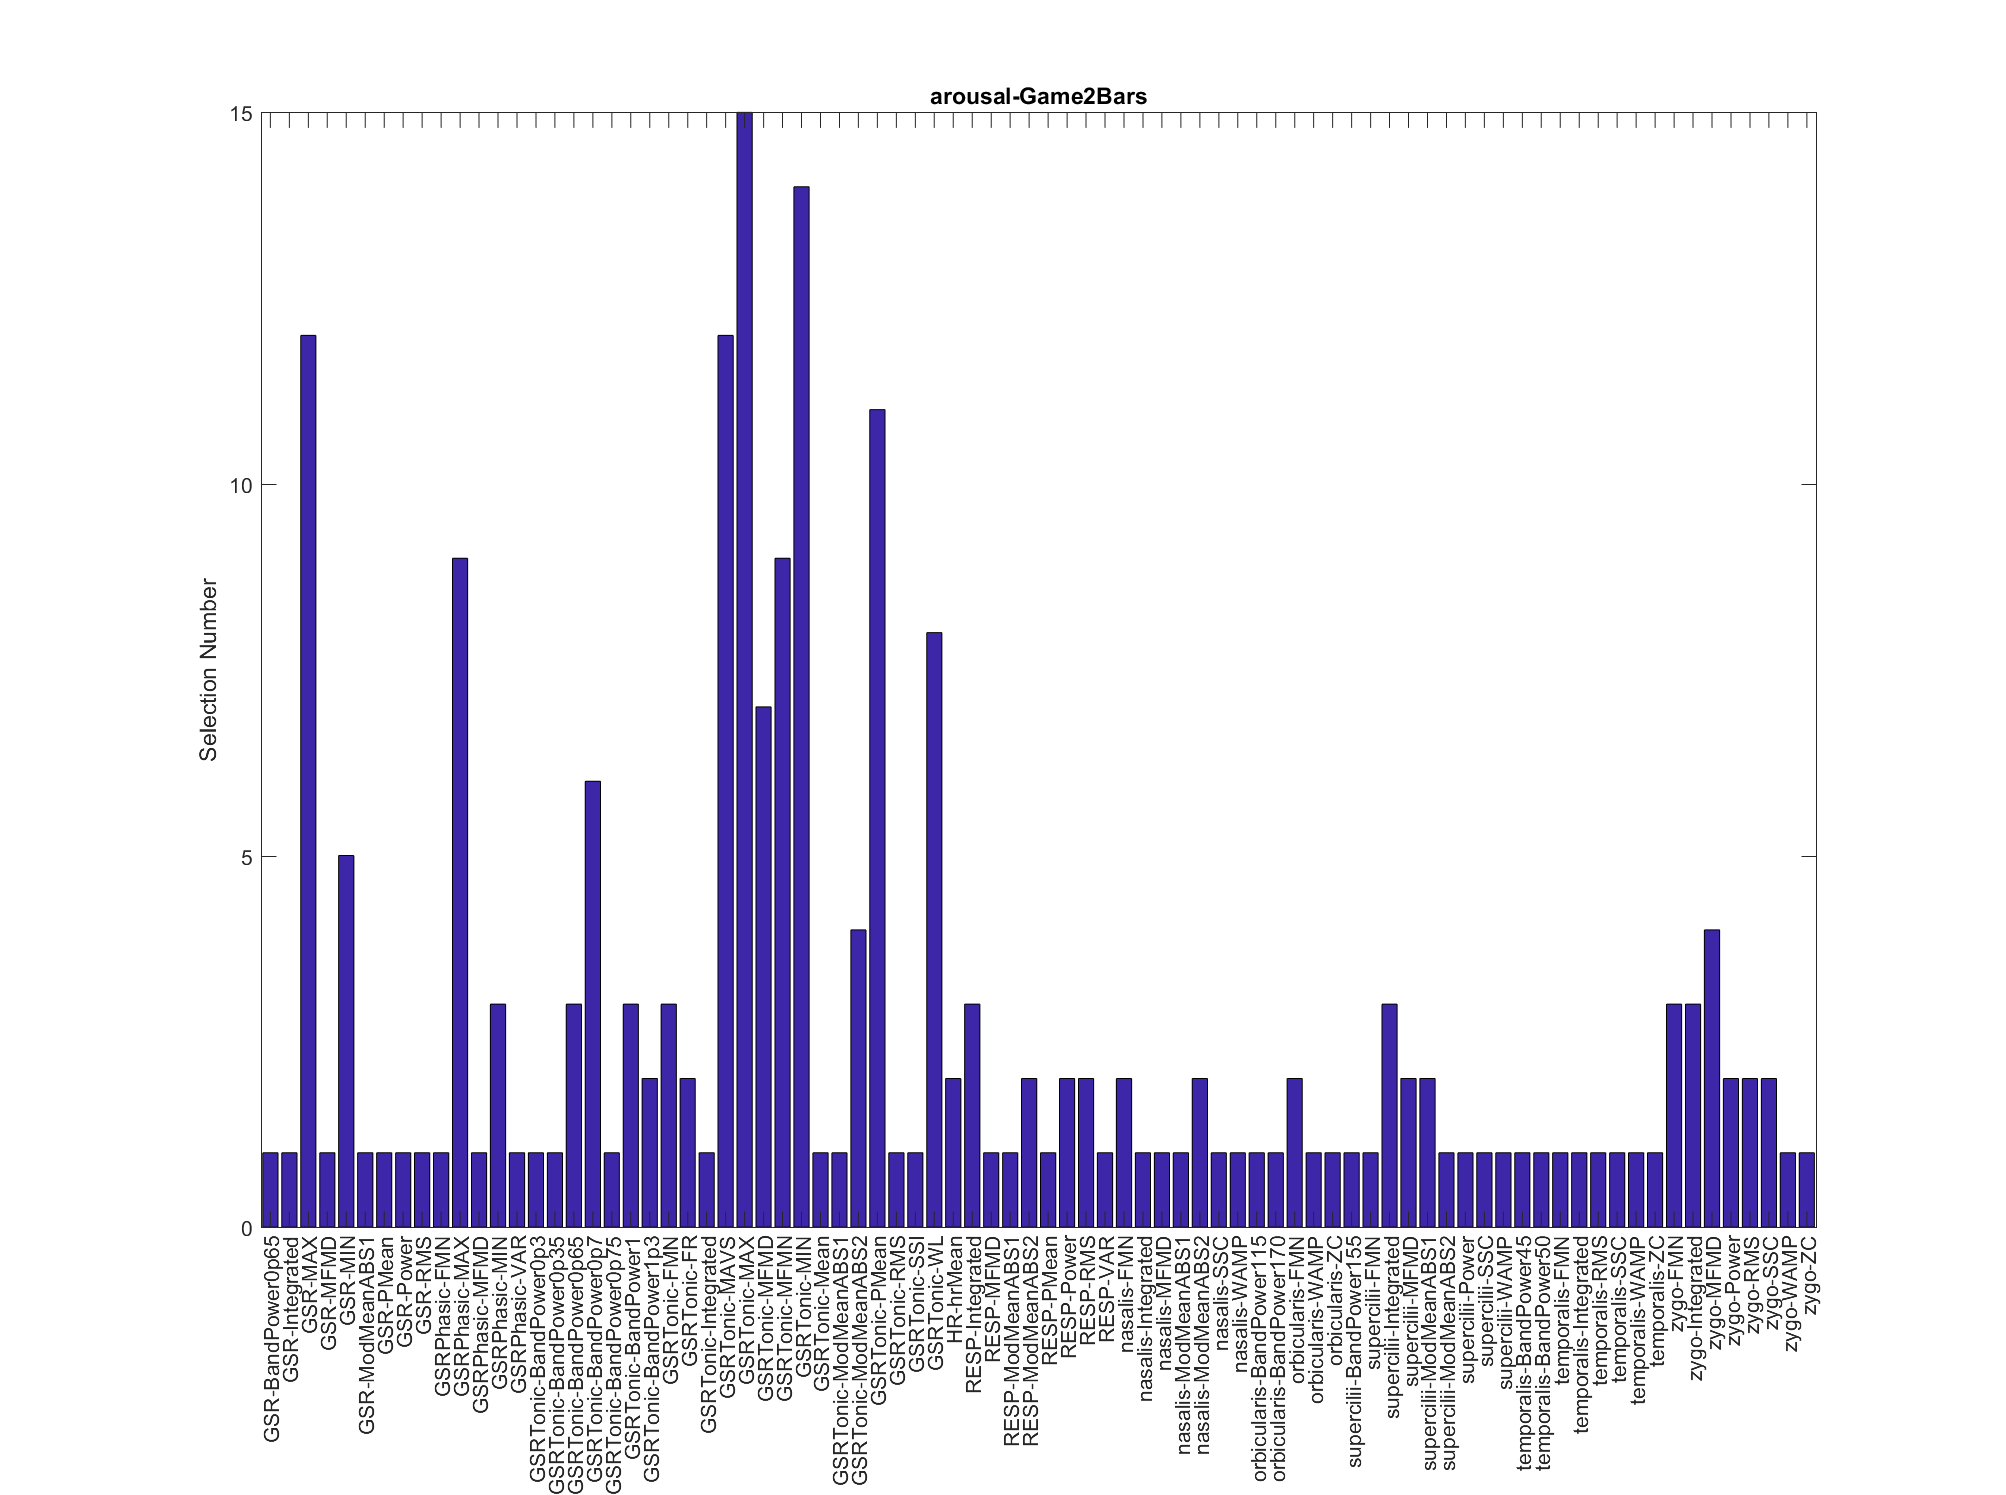 arousal-Game2Bars
15
10
5
0
Selection Number
GSR-BandPower0p65
GSR-Integrated
GSR-MAX
GSR-MFMD
GSR-MIN
GSR-ModMeanABS1
GSR-PMean
GSR-Power
GSR-RMS
GSRPhasic-FMN
GSRPhasic-MAX
GSRPhasic-MFMD
GSRPhasic-MIN
GSRPhasic-VAR
GSRTonic-BandPower0p3
GSRTonic-BandPower0p35
GSRTonic-BandPower0p65
GSRTonic-BandPower0p7
GSRTonic-BandPower0p75
GSRTonic-BandPower1
GSRTonic-BandPower1p3
GSRTonic-FMN
GSRTonic-FR
GSRTonic-Integrated
GSRTonic-MAVS
GSRTonic-MAX
GSRTonic-MFMD
GSRTonic-MFMN
GSRTonic-MIN
GSRTonic-Mean
GSRTonic-ModMeanABS1
GSRTonic-ModMeanABS2
GSRTonic-PMean
GSRTonic-RMS
GSRTonic-SSI
GSRTonic-WL
HR-hrMean
RESP-Integrated
RESP-MFMD
RESP-ModMeanABS1
RESP-ModMeanABS2
RESP-PMean
RESP-Power
RESP-RMS
RESP-VAR
nasalis-FMN
nasalis-Integrated
nasalis-MFMD
nasalis-ModMeanABS1
nasalis-ModMeanABS2
nasalis-SSC
nasalis-WAMP
orbicularis-BandPower115
orbicularis-BandPower170
orbicularis-FMN
orbicularis-WAMP
orbicularis-ZC
supercilii-BandPower155
supercilii-FMN
supercilii-Integrated
supercilii-MFMD
supercilii-ModMeanABS1
supercilii-ModMeanABS2
supercilii-Power
supercilii-SSC
supercilii-WAMP
temporalis-BandPower45
temporalis-BandPower50
temporalis-FMN
temporalis-Integrated
temporalis-RMS
temporalis-SSC
temporalis-WAMP
temporalis-ZC
zygo-FMN
zygo-Integrated
zygo-MFMD
zygo-Power
zygo-RMS
zygo-SSC
zygo-WAMP
zygo-ZC